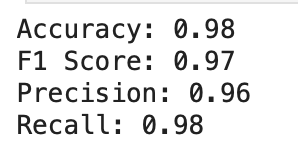 Accuracy: 0.98
F1 Score: 0.97
Precision: 0.96
Recall: 0.98